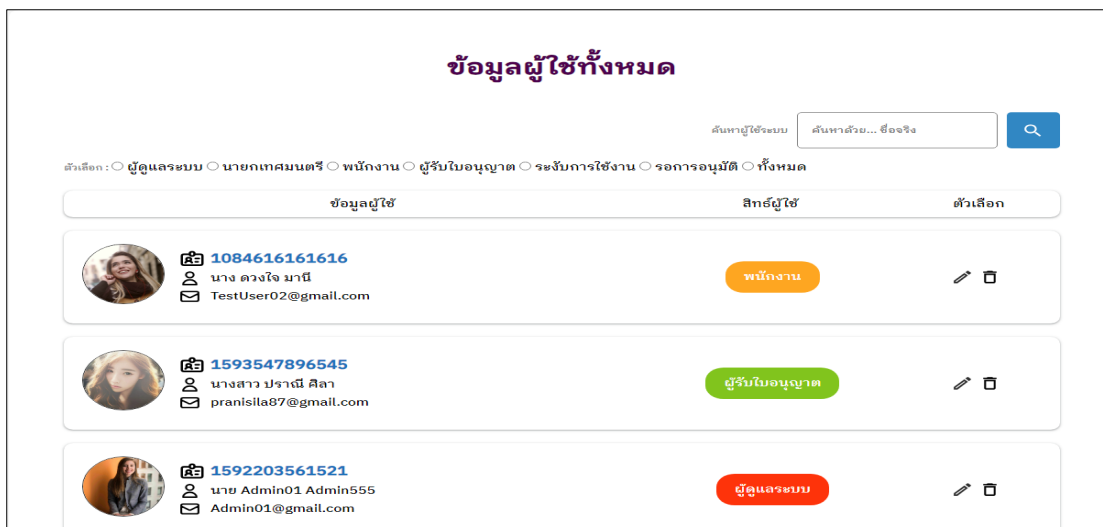 ข้อมูลผู้ใช้ทั้งหมด
ค้นหาผู้ใช้ระบบ ค้นหาด้วย... ชื่อจริง
ตัวเลือก : ผู้ดูแลระบบ นายกเทศมนตรี พนักงาน ผู้รับใบอนุญาต ระงับการใช้งาน รอการอนุมัติ ทั้งหมด
ข้อมูลผู้ใช้ สิทธ์ผู้ใช้ ตัวเลือก
1084616161616
นาง ดวงใจ มานี
TestUser02@gmail.com
พนักงาน
1593547896545
นางสาว ปราณี ศิลา
pranisila87@gmail.com
ผู้รับใบอนุญาต
1592203561521
นาย Admin01 Admin555
Admin01@gmail.com
ผู้ดูแลระบบ